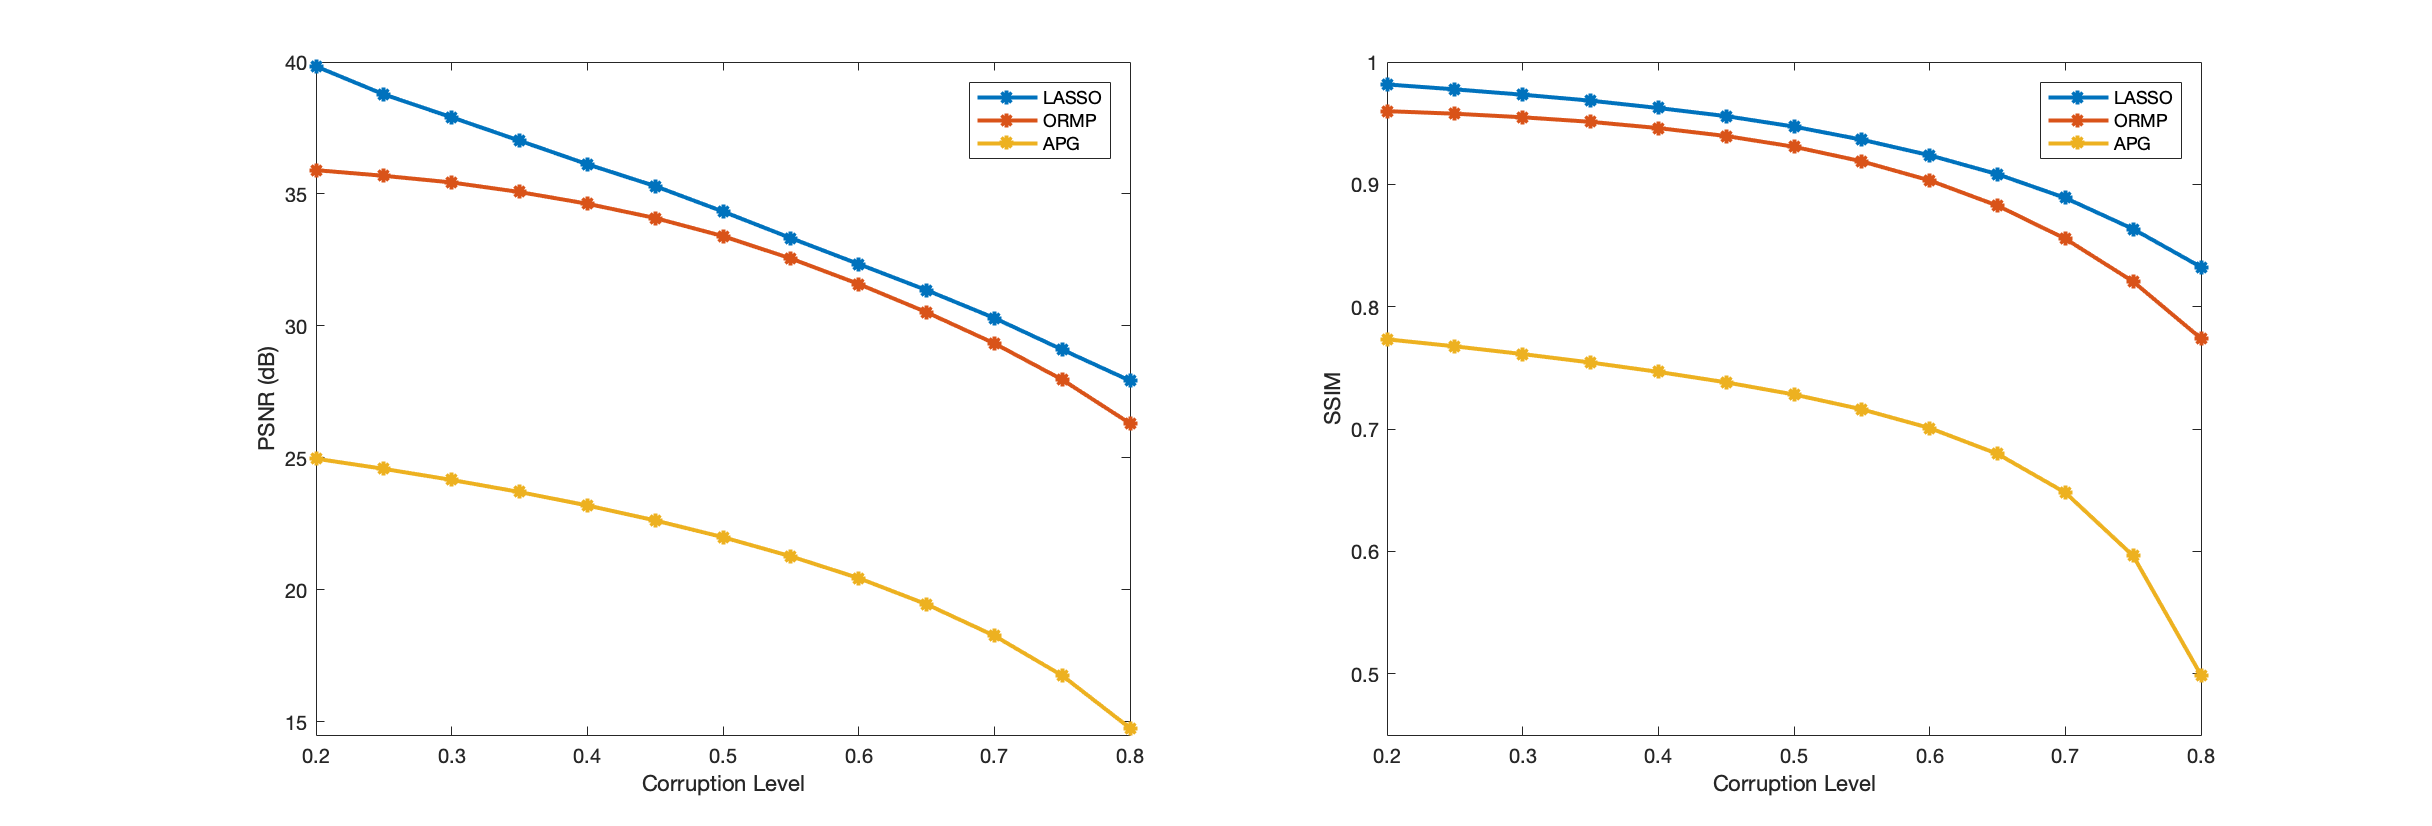 40
35
30
25
20
15
PSNR (dB)
0.2 0.3 0.4 0.5 0.6 0.7 0.8
Corruption Level
LASSO
ORMP
APG
1
0.9
0.8
0.7
0.6
0.5
SSIM
0.2 0.3 0.4 0.5 0.6 0.7 0.8
Corruption Level
LASSO
ORMP
APG